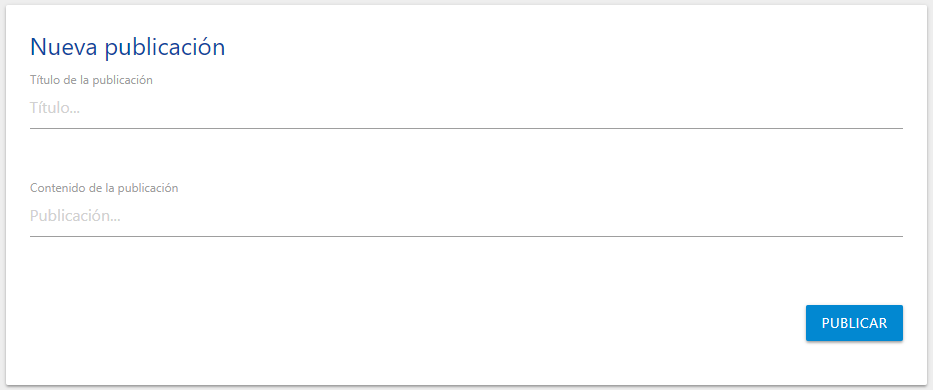 Nueva publicación
Título de la publicación
Título...
Contenido de la publicación
Publicación...
PUBLICAR